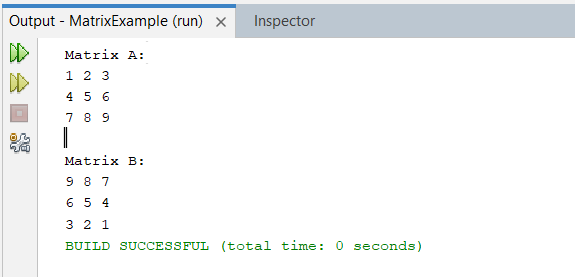 Output - MatrixExample (run) × Inspector
Matrix A:
1 2 3
4 5 6
7 8 9
Matrix B:
9 8 7
6 5 4
3 2 1
BUILD SUCCESSFUL (total time: 0 seconds)